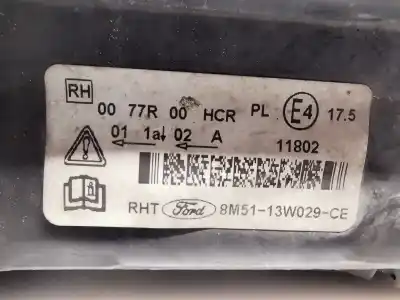 RH
00 77R 00 HCR PL E4 17.5
01 1a 02 A 11802
RHT Ford 8M51-13W029-CE